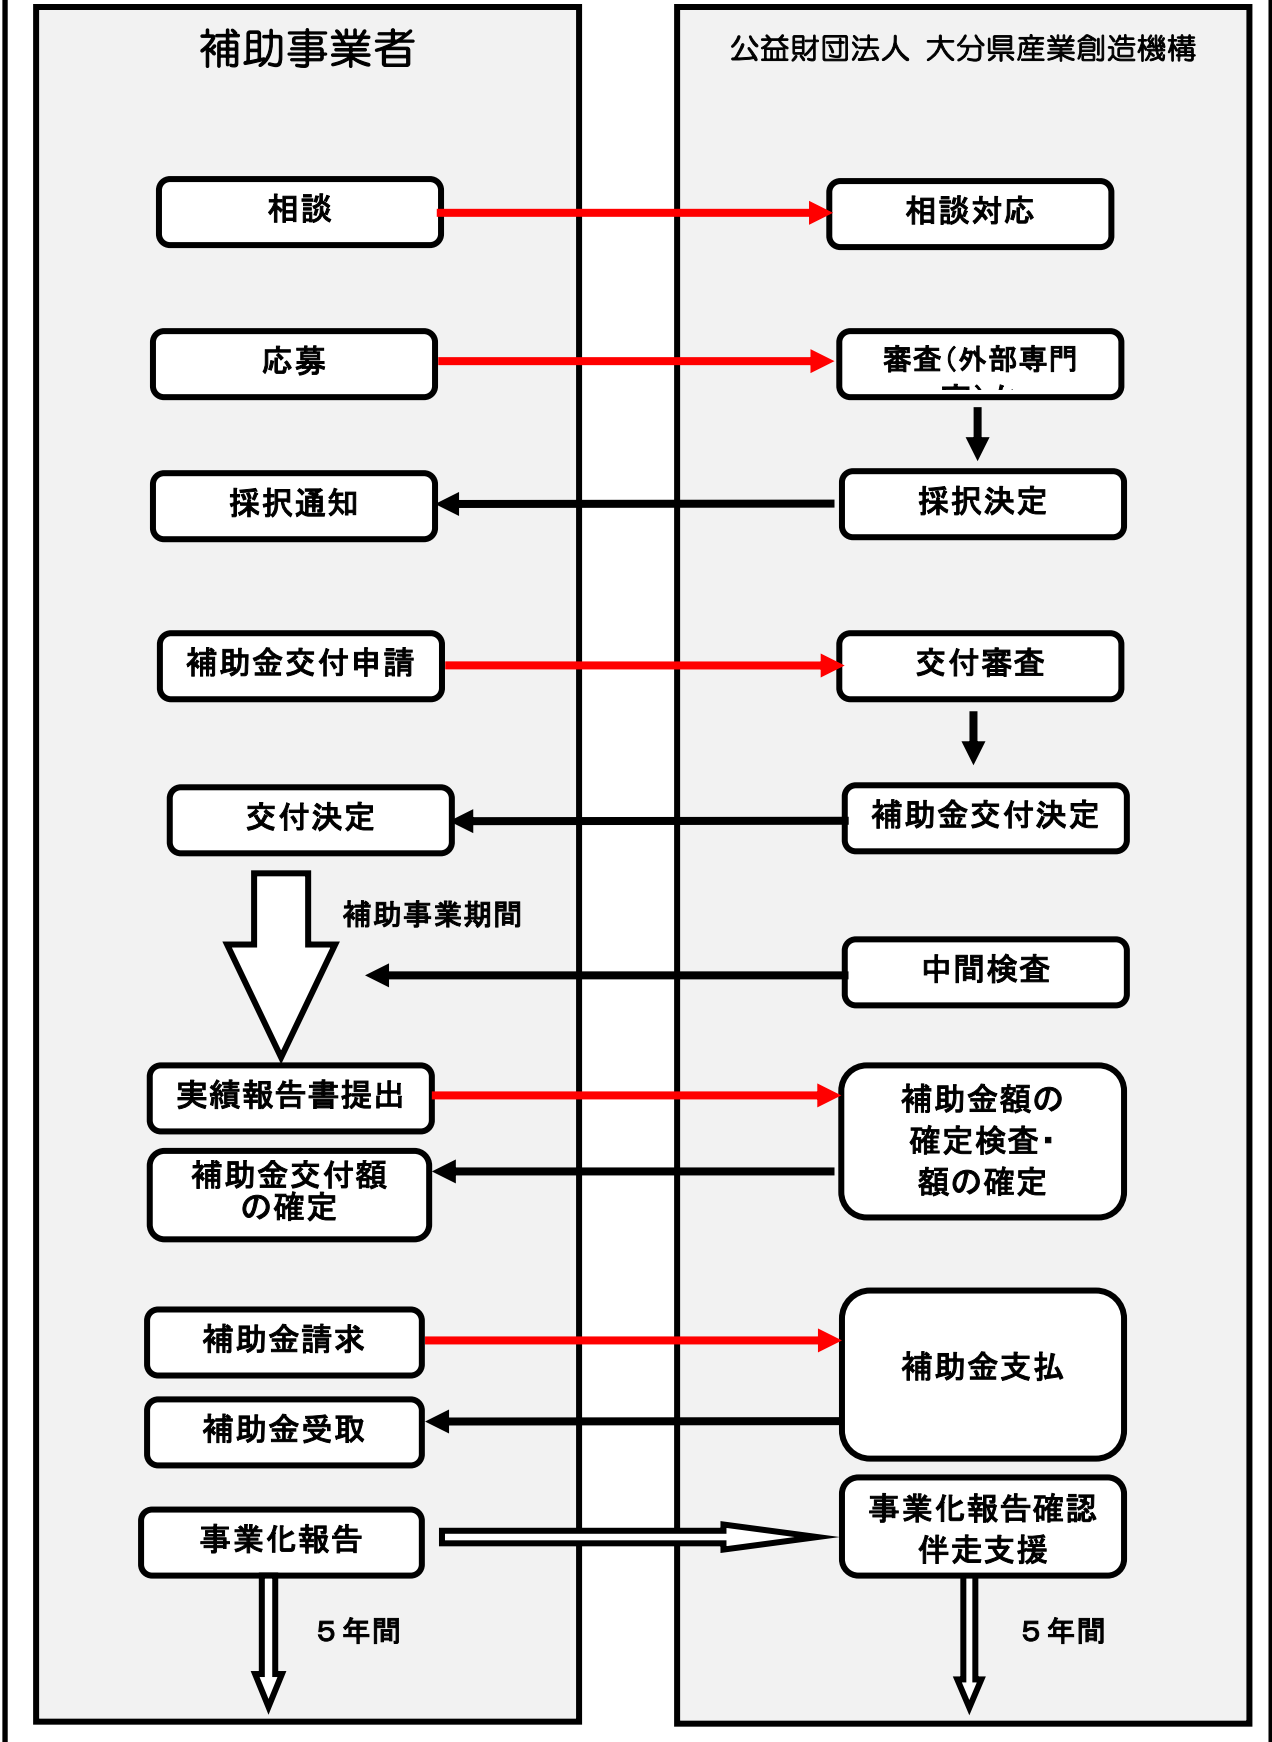 補助事業者
公益財団法人 大分県産業創造機構
相談
相談対応
応募
審査（外部専門
採択通知
採択決定
補助金交付申請
交付審査
交付決定
補助金交付決定
補助事業期間
中間検査
実績報告書提出
補助金額の
確定検査・
額の確定
補助金交付額
の確定
補助金請求
補助金支払
補助金受取
事業化報告
事業化報告確認
伴走支援
５年間
５年間